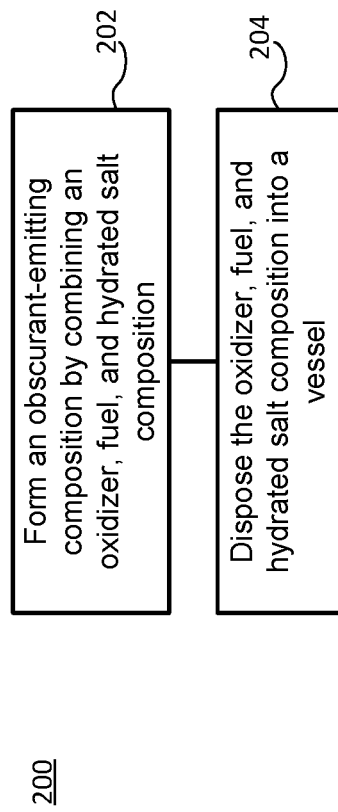 200
Form an obscurant-emitting
composition by combining an
oxidizer, fuel, and hydrated salt
composition
202
Dispose the oxidizer, fuel, and
hydrated salt composition into a
vessel
204